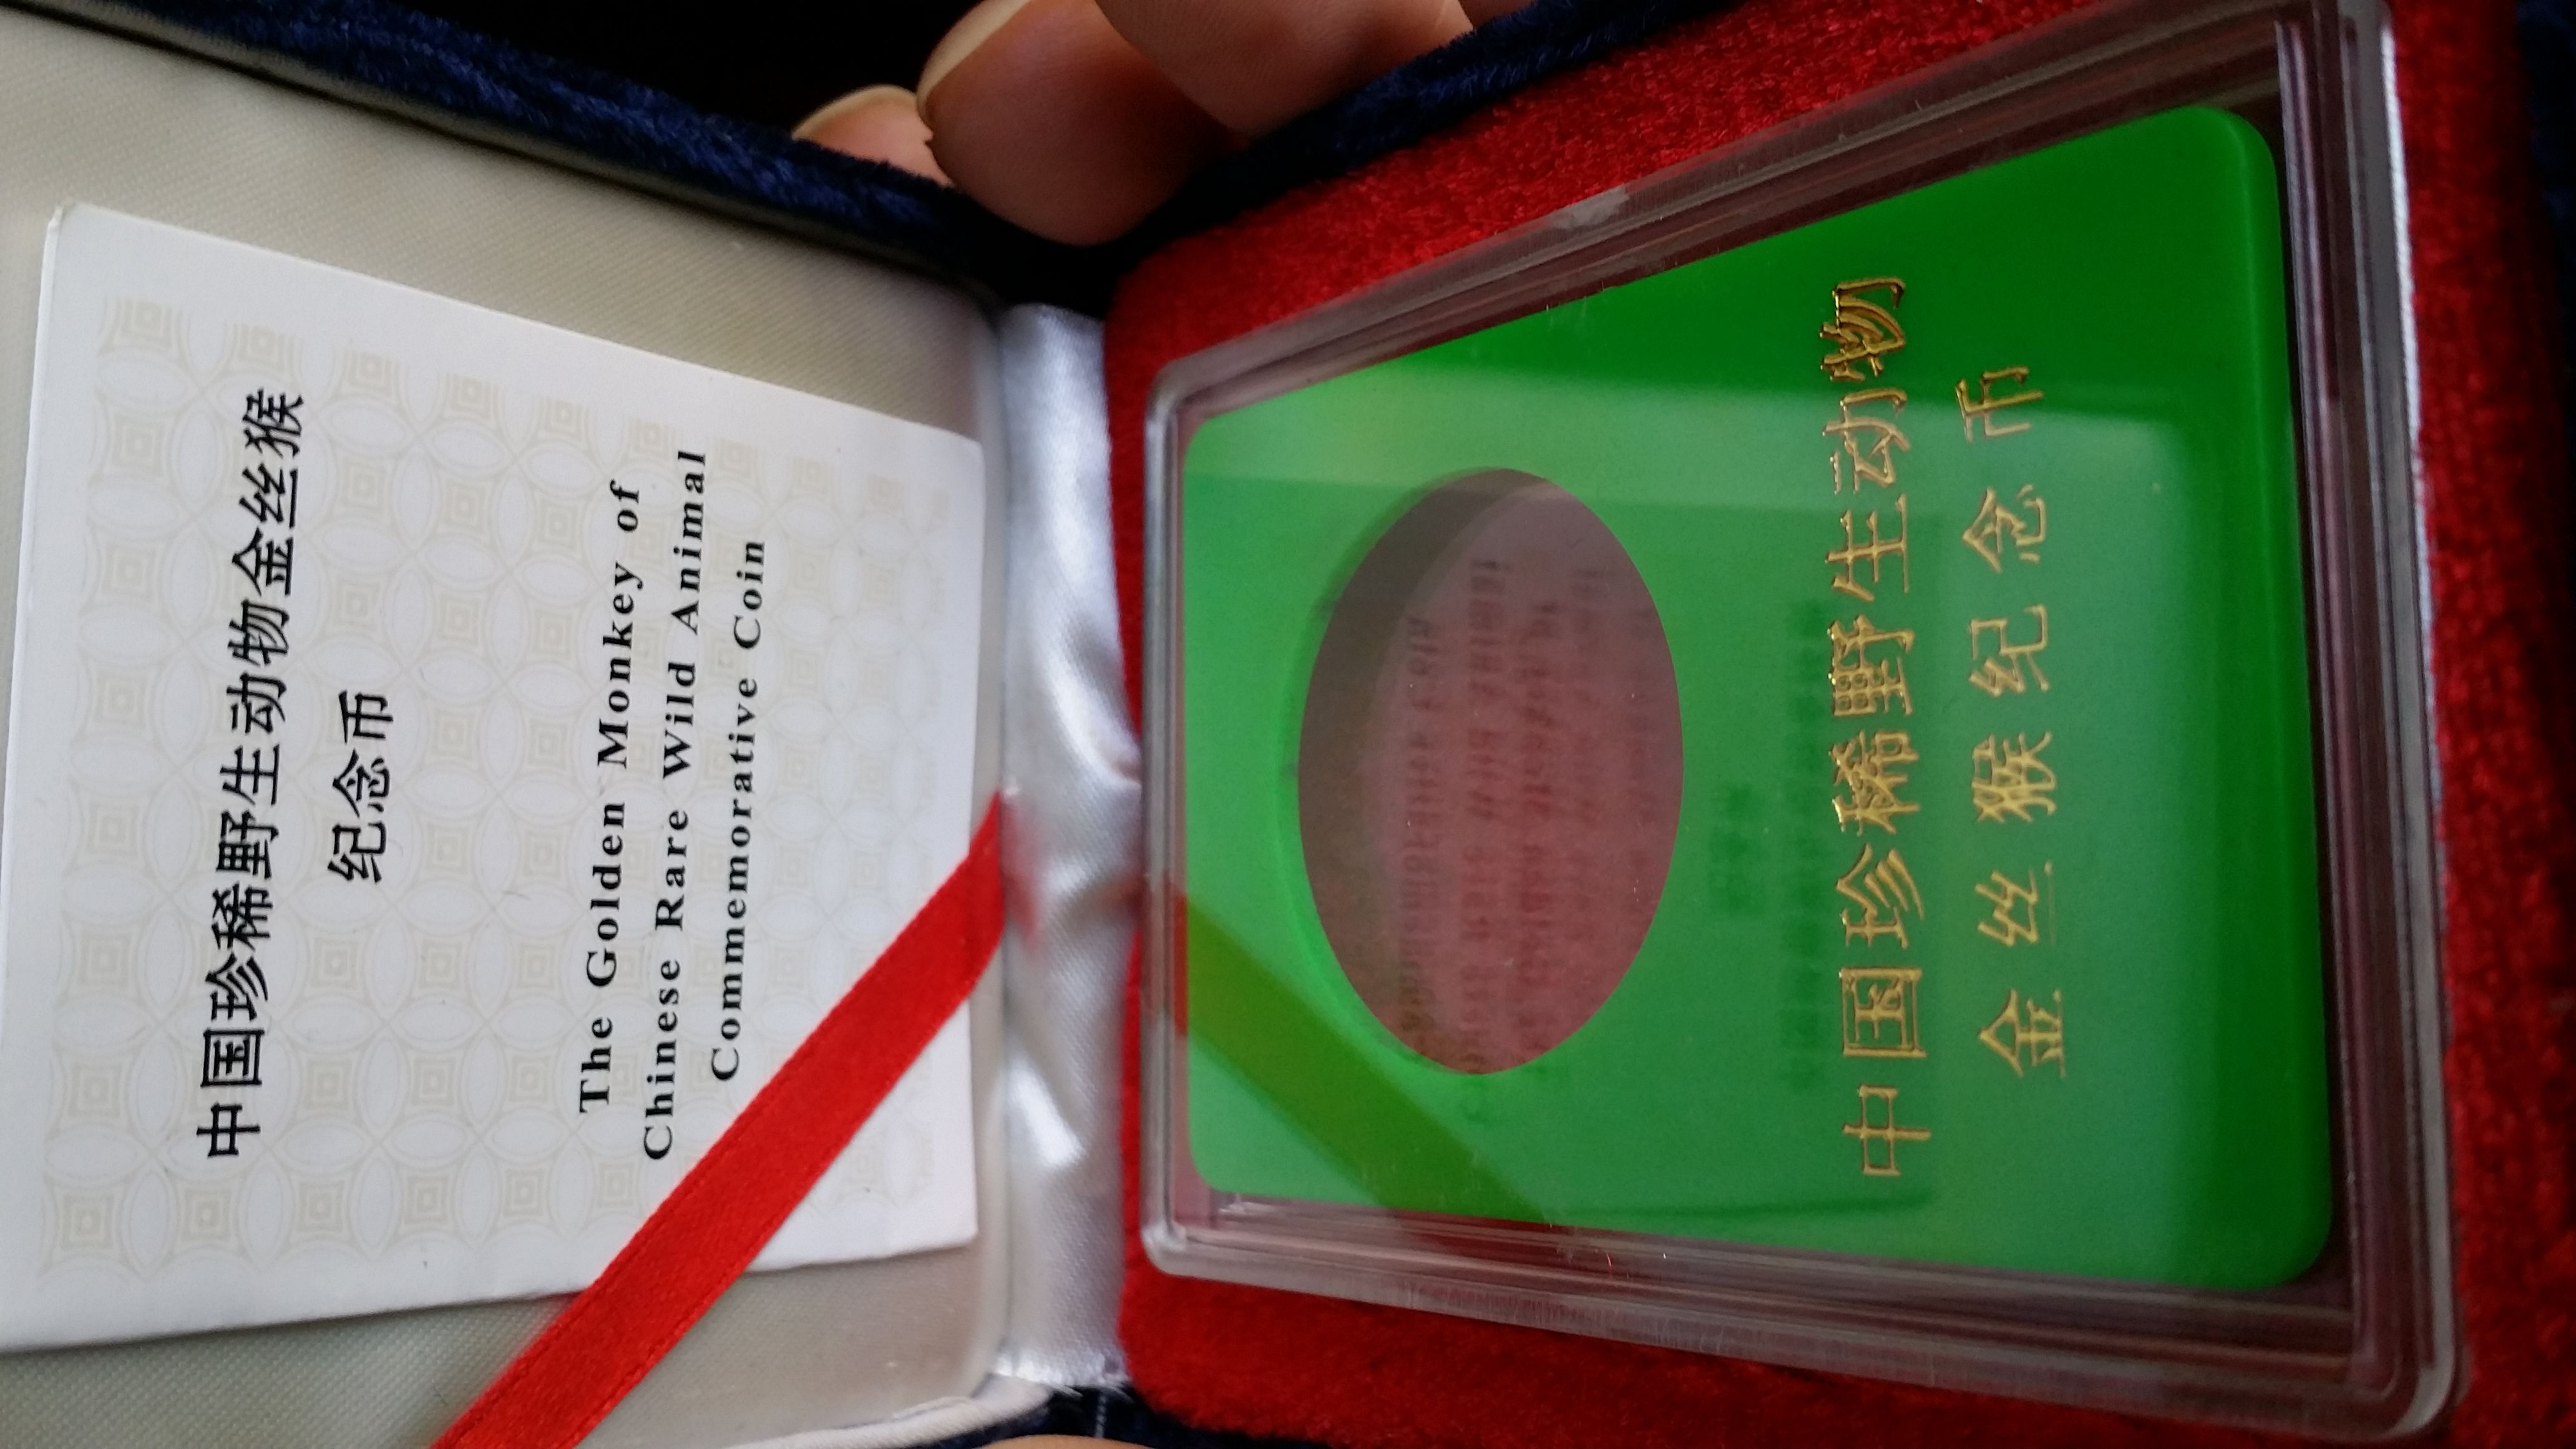 中国珍稀野生动物金丝猴
纪念币
The Golden Monkey of
Chinese Rare Wild Animal
Commemorative Coin
中国珍稀野生动物
金丝猴纪念币